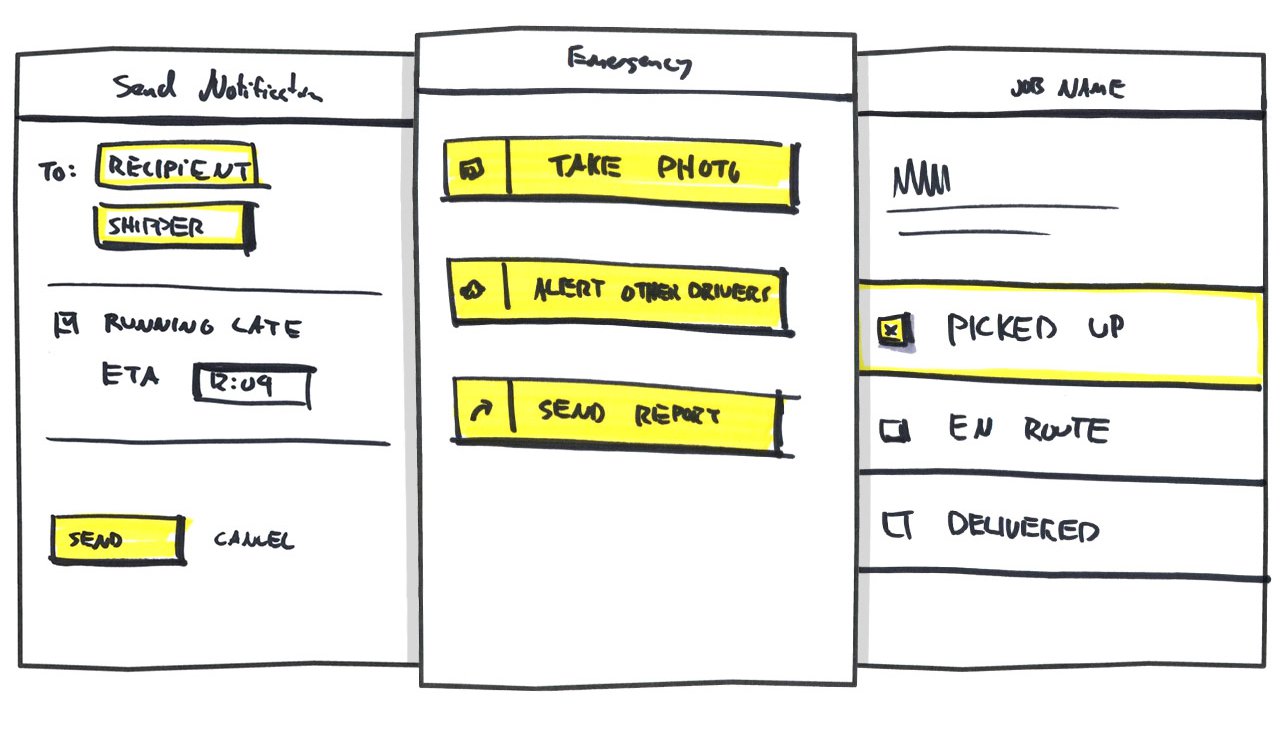 Send Notification
To: RECIPIENT
SHIPPER
RUNNING LATE
ETA 12:09
SEND CANCEL
Emergency
TAKE PHOTO
ALERT OTHER DRIVERS
SEND REPORT
JOB NAME
PICKED UP
EN ROUTE
DELIVERED